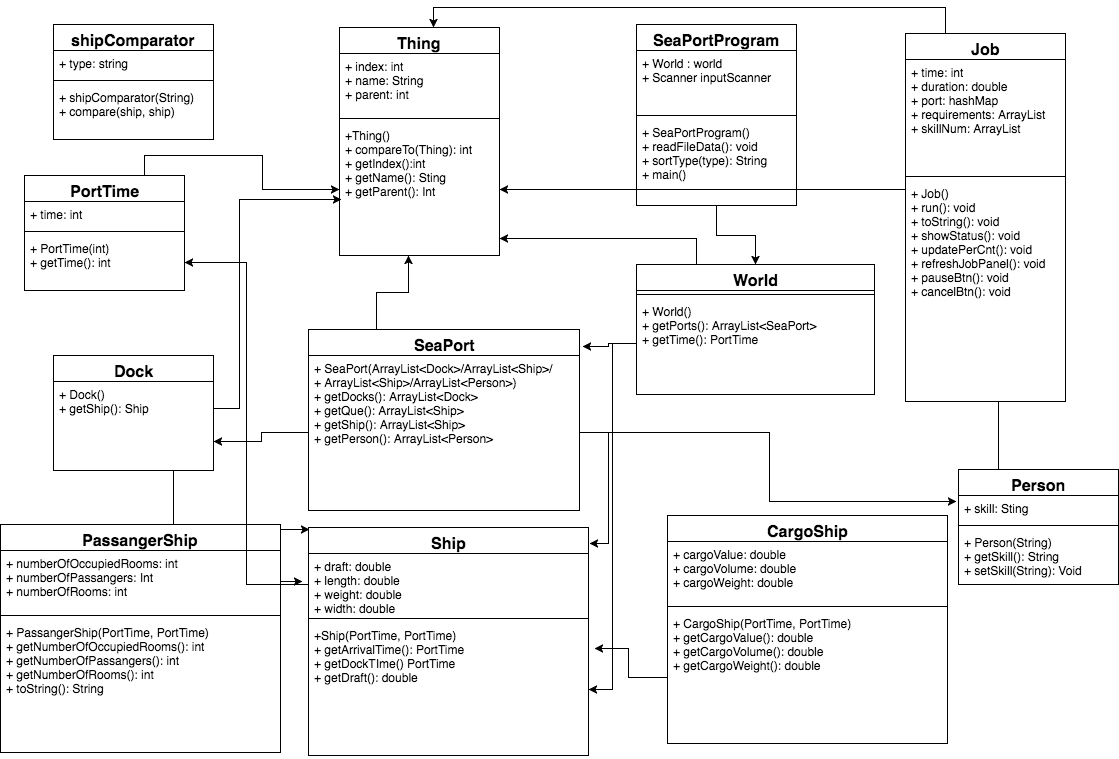 shipComparator
+ type: string
+ shipComparator(String)
+ compare(ship, ship)
Thing
+ index: int
+ name: String
+ parent: int
+Thing()
+ compareTo(Thing): int
+ getIndex():int
+ getName(): Sting
+ getParent(): Int
SeaPortProgram
+ World : world
+ Scanner inputScanner
+ SeaPortProgram()
+ readFileData(): void
+ sortType(type): String
+ main()
Job
+ time: int
+ duration: double
+ port: hashMap
+ requirements: ArrayList
+ skillNum: ArrayList
+ Job()
+ run(): void
+ toString(): void
+ showStatus(): void
+ updatePerCnt(): void
+ refreshJobPanel(): void
+ pauseBtn(): void
+ cancelBtn(): void
PortTime
+ time: int
+ PortTime(int)
+ getTime(): int
World
+ World()
+ getPorts(): ArrayList<SeaPort>
+ getTime(): PortTime
Dock
+ Dock()
+ getShip(): Ship
SeaPort
+ SeaPort(ArrayList<Dock>/ArrayList<Ship>/
+ ArrayList<Ship>/ArrayList<Person>)
+ getDocks(): ArrayList<Dock>
+ getQue(): ArrayList<Ship>
+ getShip(): ArrayList<Ship>
+ getPerson(): ArrayList<Person>
Person
+ skill: Sting
+ Person(String)
+ getSkill(): String
+ setSkill(String): Void
PassangerShip
+ numberOfOccupiedRooms: int
+ numberOfPassangers: Int
+ numberOfRooms: int
+ PassangerShip(PortTime, PortTime)
+ getNumberOfOccupiedRooms(): int
+ getNumberOfPassangers(): int
+ getNumberOfRooms(): int
+ toString(): String
Ship
+ draft: double
+ length: double
+ weight: double
+ width: double
+Ship(PortTime, PortTime)
+ getArrivalTime(): PortTime
+ getDockTIme() PortTime
+ getDraft(): double
CargoShip
+ cargoValue: double
+ cargoVolume: double
+ cargoWeight: double
+ CargoShip(PortTime, PortTime)
+ getCargoValue(): double
+ getCargoVolume(): double
+ getCargoWeight(): double